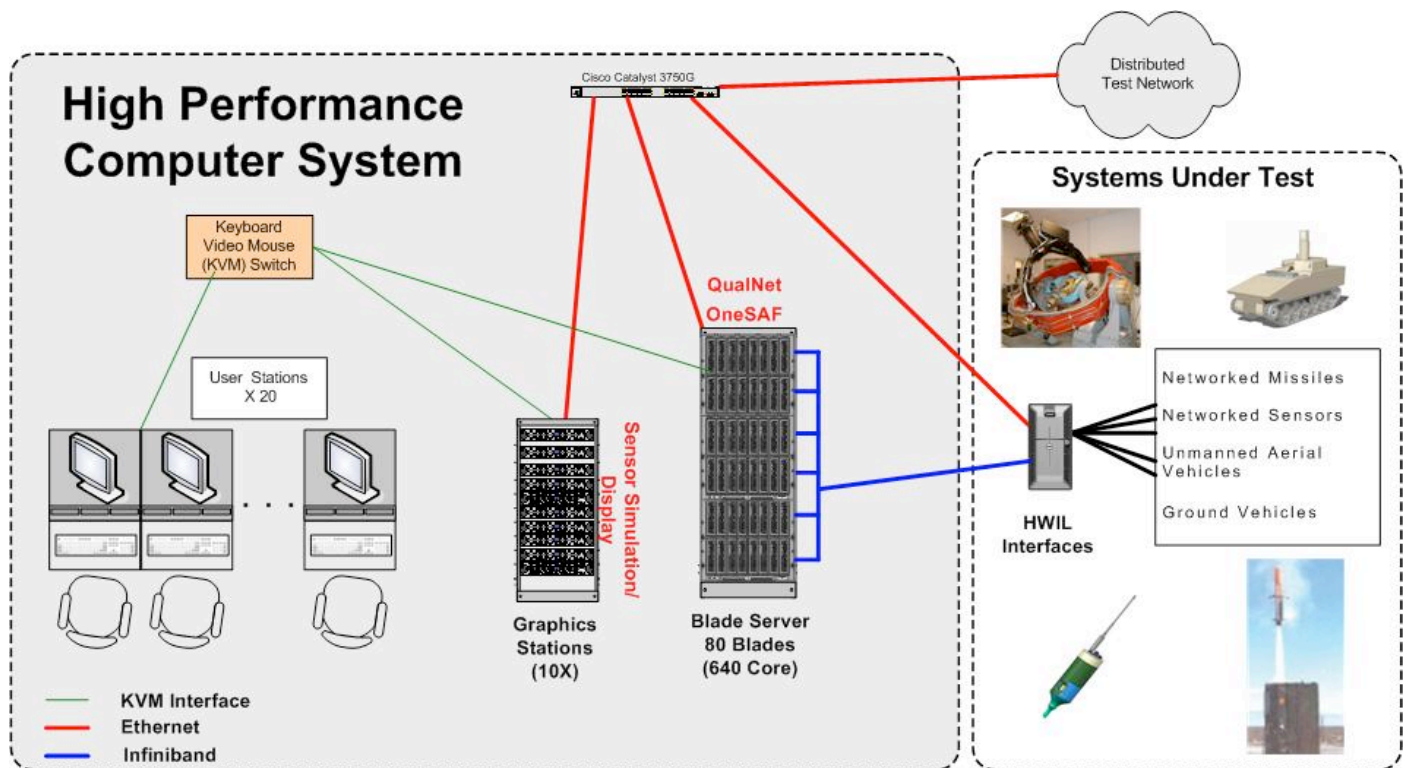 High Performance
Computer System
Cisco Catalyst 3750G
Distributed
Test Network
Systems Under Test
Keyboard
Video Mouse
(KVM) Switch
QualNet
OneSAF
User Stations
X 20
. . .
Sensor Simulation/
Display
Networked Missiles
Networked Sensors
Unmanned Aerial
Vehicles
Ground Vehicles
HWIL
Interfaces
Graphics
Stations
(10X)
Blade Server
80 Blades
(640 Core)
KVM Interface
Ethernet
Infiniband